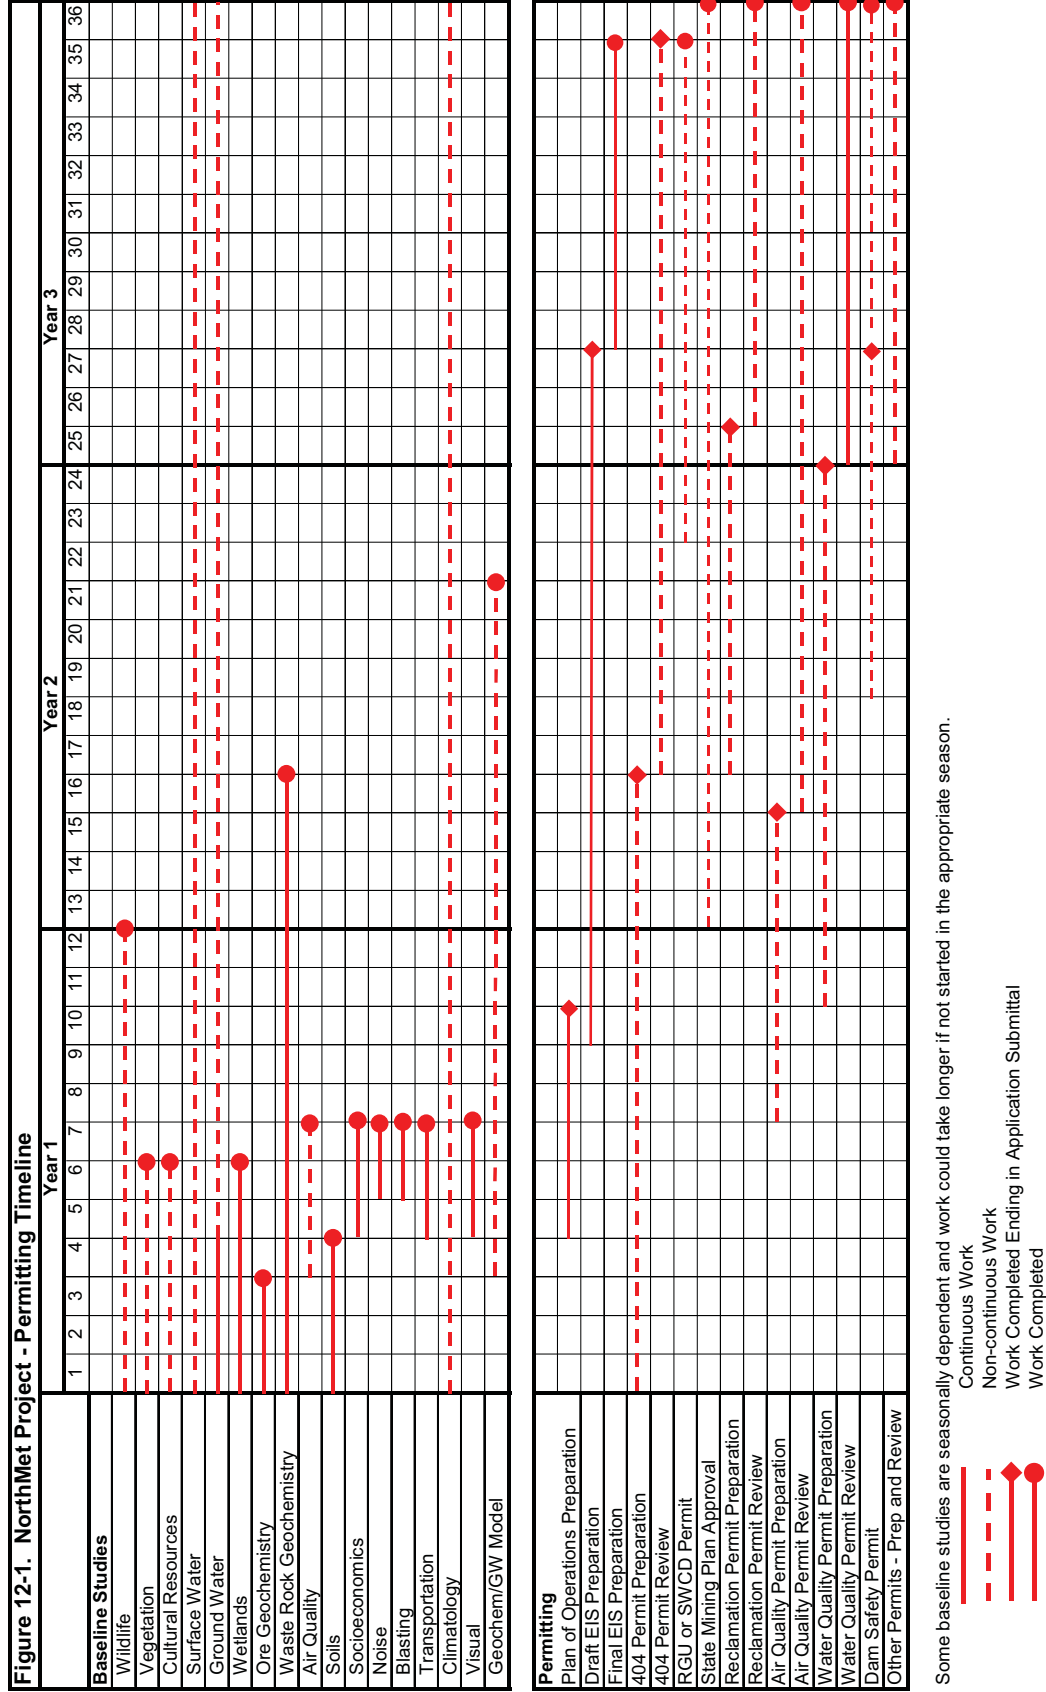 Figure 12-1. NorthMet Project - Permitting Timeline
Year 1 Year 2 Year 3
1 2 3 4 5 6 7 8 9 10 11 12 13 14 15 16 17 18 19 20 21 22 23 24 25 26 27 28 29 30 31 32 33 34 35 36
Baseline Studies
Wildlife
Vegetation
Cultural Resources
Surface Water
Ground Water
Wetlands
Ore Geochemistry
Waste Rock Geochemistry
Air Quality
Soils
Socioeconomics
Noise
Blasting
Transportation
Climatology
Visual
Geochem/GW Model
Permitting
Plan of Operations Preparation
Draft EIS Preparation
Final EIS Preparation
404 Permit Preparation
404 Permit Review
RGU or SWCD Permit
State Mining Plan Approval
Reclamation Permit Preparation
Reclamation Permit Review
Air Quality Permit Preparation
Air Quality Permit Review
Water Quality Permit Preparation
Water Quality Permit Review
Dam Safety Permit
Other Permits - Prep and Review
Some baseline studies are seasonally dependent and work could take longer if not started in the appropriate season.
Continuous Work
Non-continuous Work
Work Completed Ending in Application Submittal
Work Completed